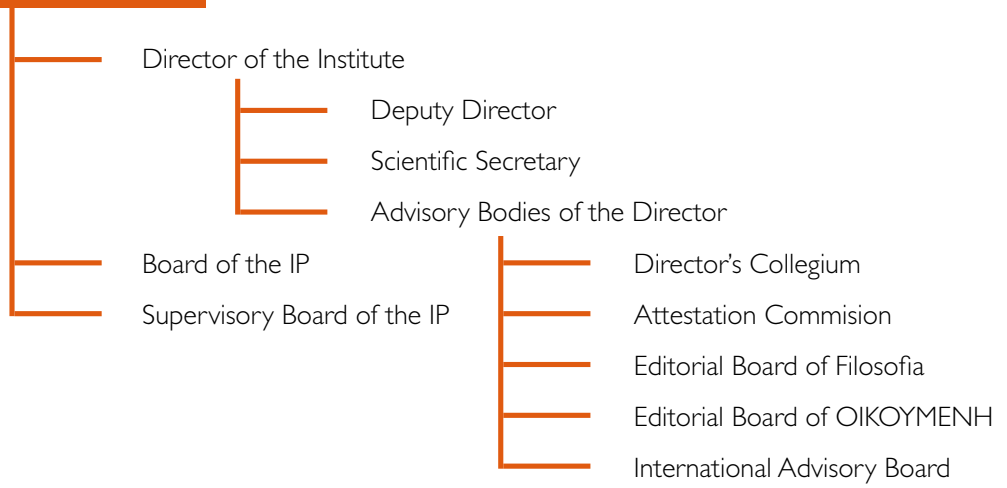 Director of the Institute
Deputy Director
Scientific Secretary
Advisory Bodies of the Director
Board of the IP
Director's Collegium
Supervisory Board of the IP
Attestation Commision
Editorial Board of Filosofia
Editorial Board of OIKOYMENH
International Advisory Board